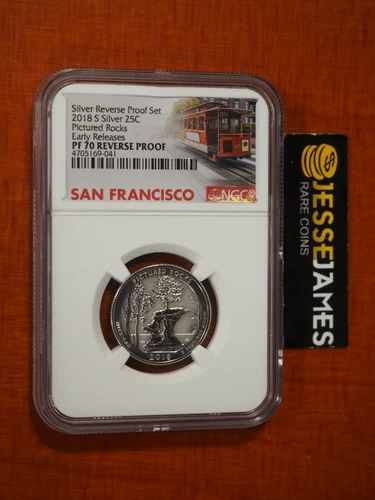 Silver Reverse Proof Set
2018 S Silver 25C
Pictured Rocks
Early Releases
PF 70 REVERSE PROOF
4705169-041
SAN FRANCISCO
NGC
JESSE JAMES
RARE COINS
PICTURED ROCKS
2018